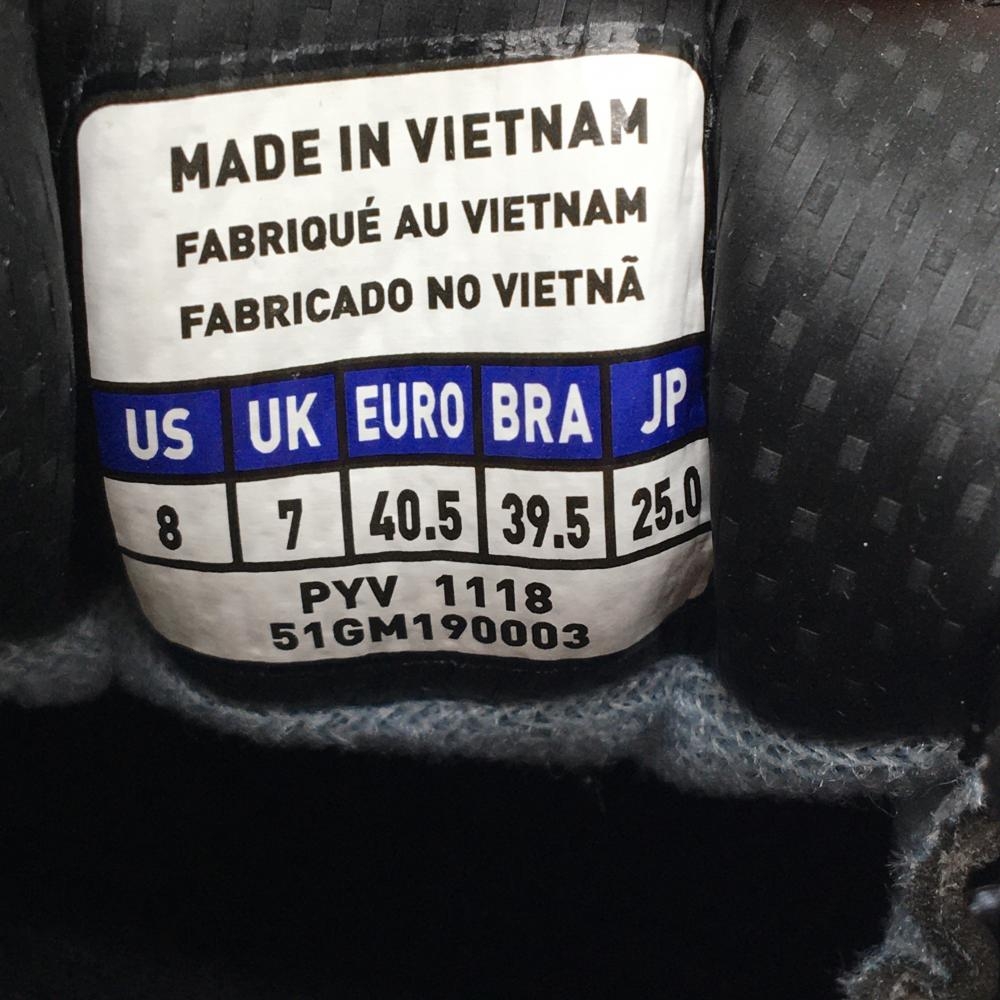 MADE IN VIETNAM
FABRIQUÉ AU VIETNAM
FABRICADO NO VIETNÃ
US UK EURO BRA JP
8 7 40.5 39.5 25.0
PYV 1118
51GM190003